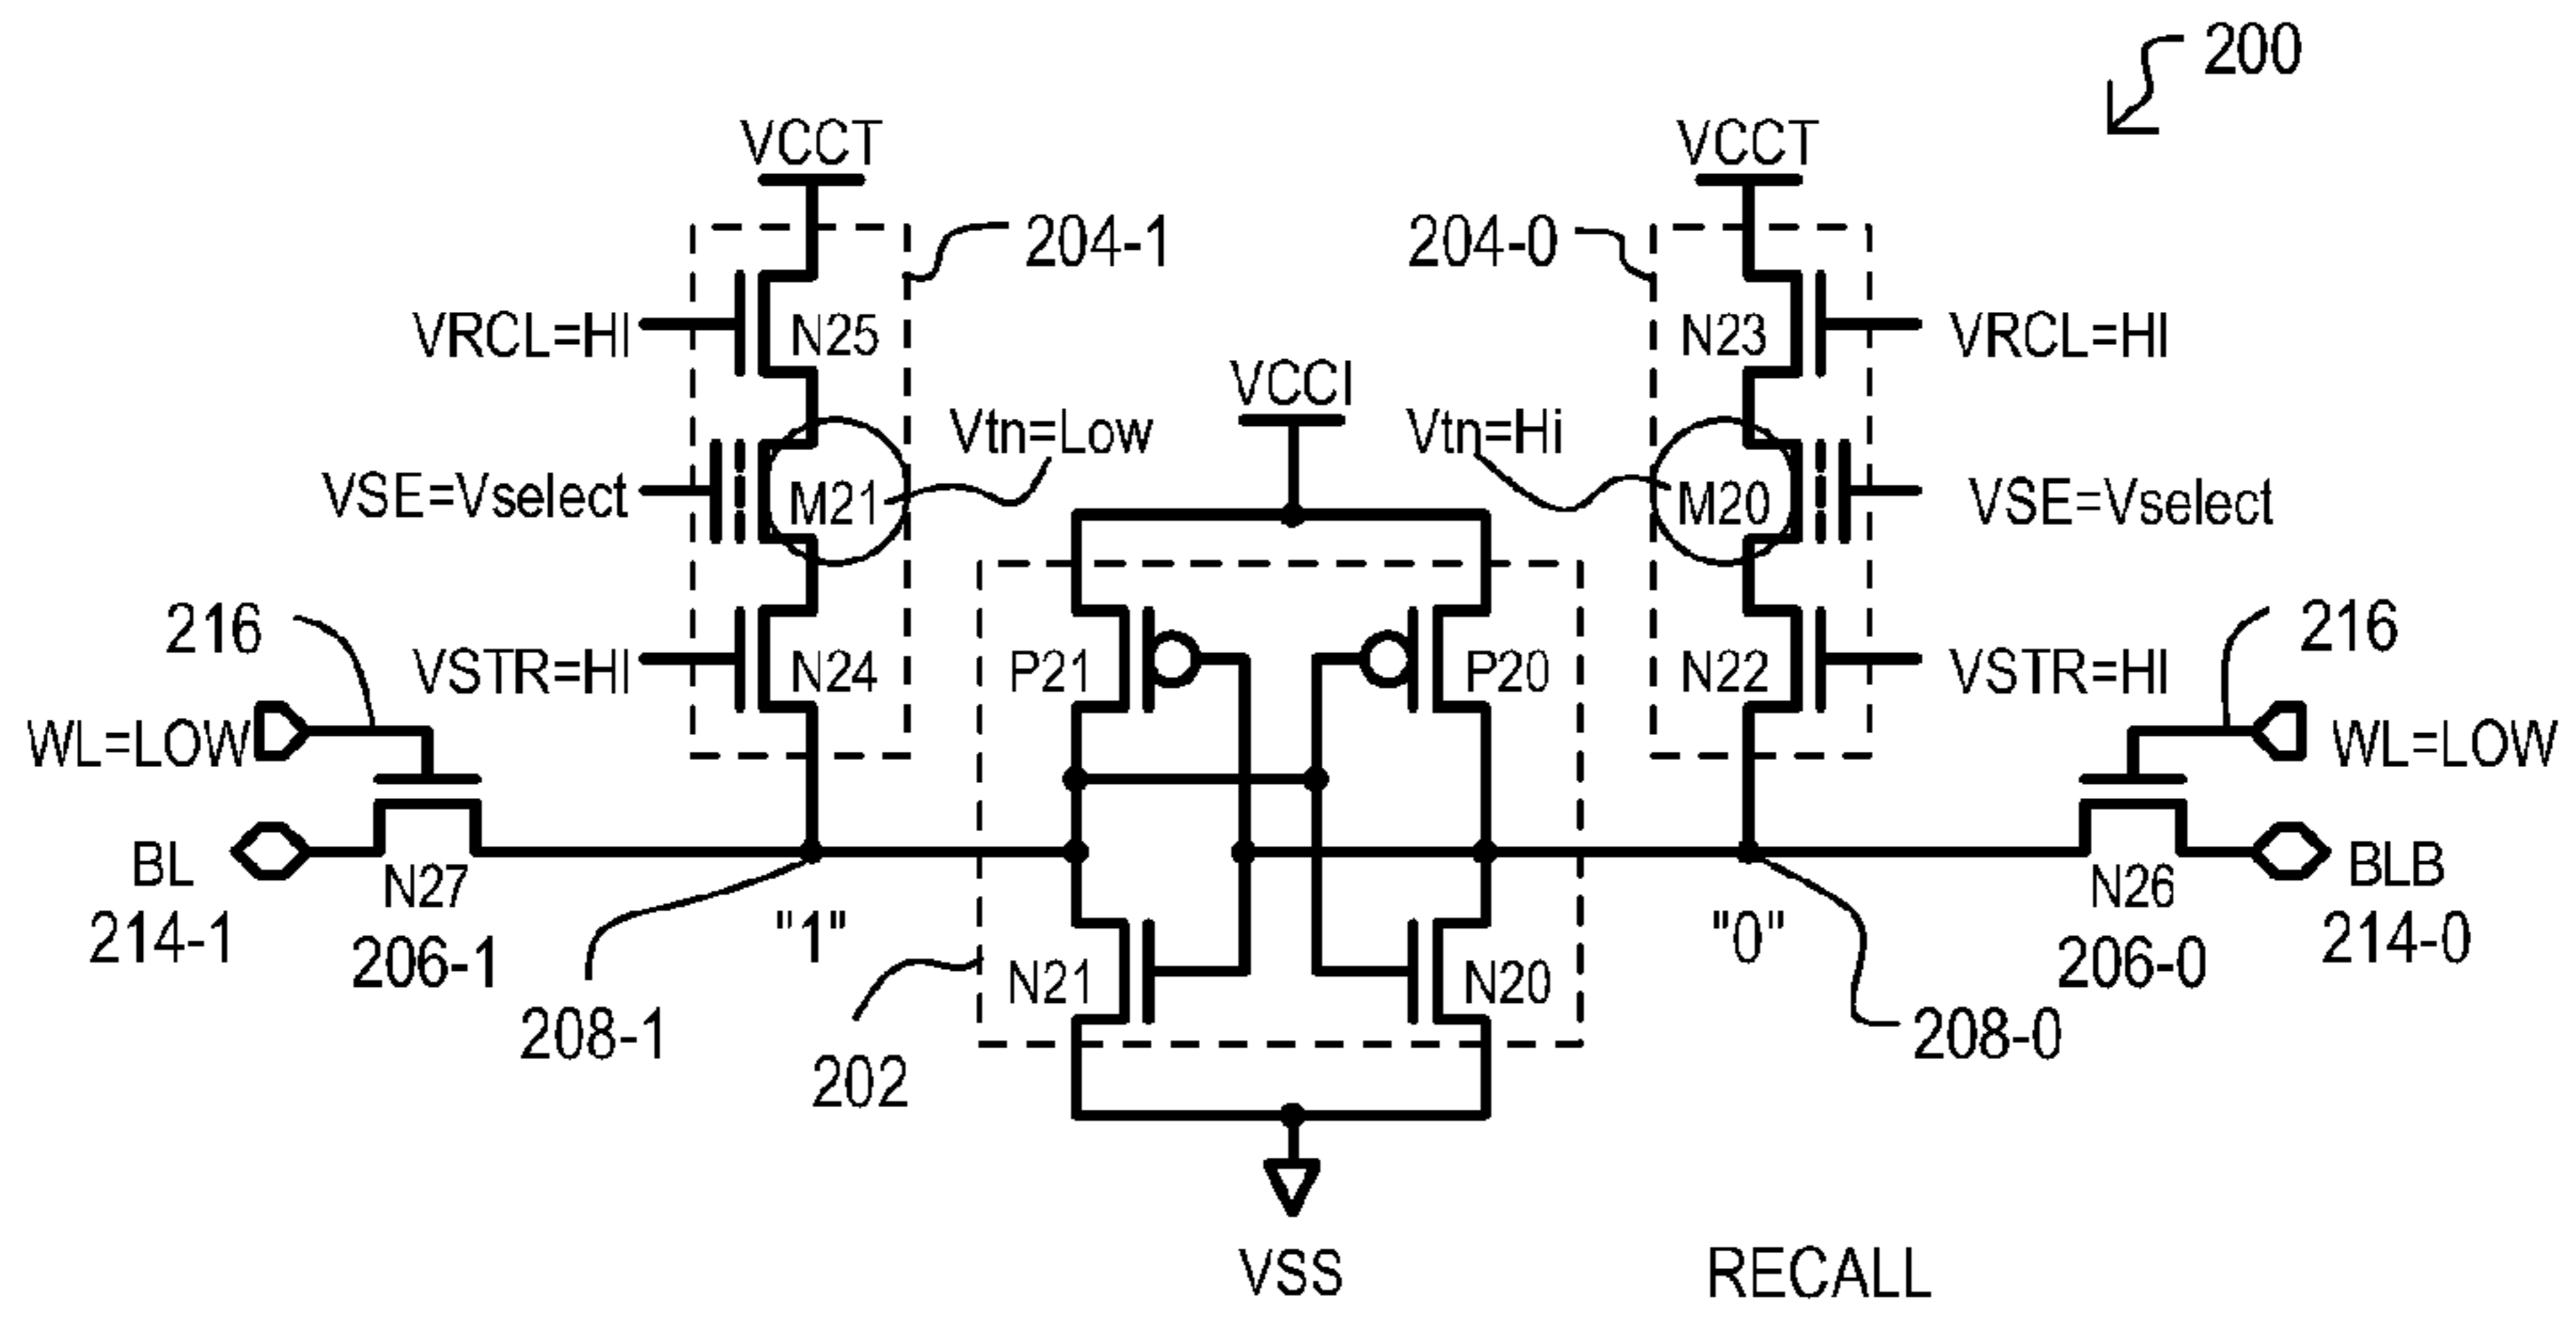 200
VCCT
VCCT
204-1
204-0
VRCL=HI
N25
N23
VRCL=HI
VCCI
Vtn=Low
Vtn=Hi
VSE=Vselect
M21
M20
VSE=Vselect
216
216
VSTR=HI
N24
P21
P20
N22
VSTR=HI
WL=LOW
WL=LOW
BL
N27
N26
BLB
214-1
206-1
"1"
"0"
206-0
214-0
N21
N20
208-1
208-0
202
VSS
RECALL